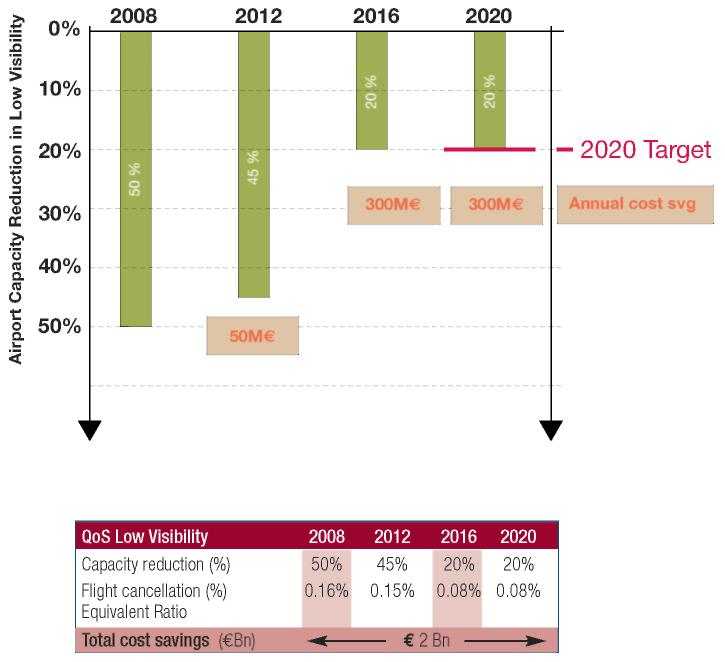 2008 2012 2016 2020
Airport Capacity Reduction in Low Visibility
0%
10%
20%
30%
40%
50%
50 %
45 %
20 %
20 %
2020 Target
300M€ 300M€ Annual cost svg
50M€
QoS Low Visibility 2008 2012 2016 2020
Capacity reduction (%) 50% 45% 20% 20%
Flight cancellation (%) 0.16% 0.15% 0.08% 0.08%
Equivalent Ratio
Total cost savings (€Bn) € 2 Bn